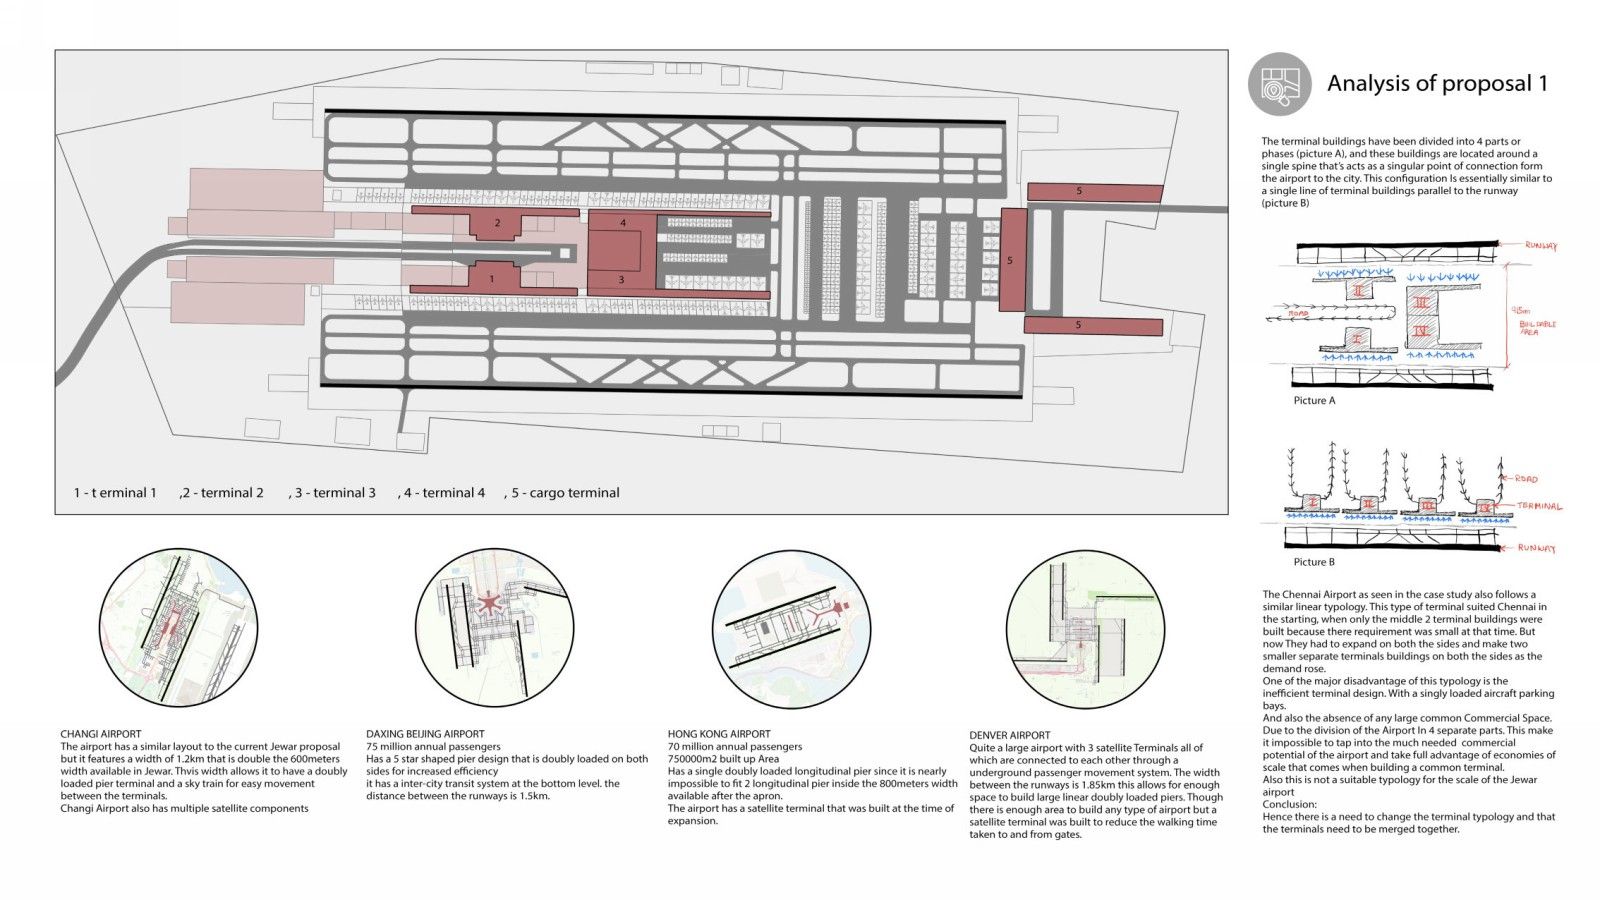 Analysis of proposal 1
The terminal buildings have been divided into 4 parts or
phases (picture A), and these buildings are located around a
single spine that's acts as a singular point of connection form
the airport to the city. This configuration Is essentially similar to
a single line of terminal buildings parallel to the runway
(picture B)
5
2
4
5
1
3
5
1 - t erminal 1 ,2 - terminal 2 , 3 - terminal 3 , 4 - terminal 4 , 5 - cargo terminal
RUNWAY
II
III
ROAD
BUILDABLE
AREA
I
IV
Picture A
ROAD
I
II
III
IV
TERMINAL
RUNWAY
Picture B
The Chennai Airport as seen in the case study also follows a
similar linear typology. This type of terminal suited Chennai in
the starting, when only the middle 2 terminal buildings were
built because there requirement was small at that time. But
now They had to expand on both the sides and make two
smaller separate terminals buildings on both the sides as the
demand rose.
One of the major disadvantage of this typology is the
inefficient terminal design. With a singly loaded aircraft parking
bays.
And also the absence of any large common Commercial Space.
Due to the division of the Airport In 4 separate parts. This make
it impossible to tap into the much needed commercial
potential of the airport and take full advantage of economies of
scale that comes when building a common terminal.
Also this is not a suitable typology for the scale of the Jewar
airport
Conclusion:
Hence there is a need to change the terminal typology and that
the terminals need to be merged together.
CHANGI AIRPORT
The airport has a similar layout to the current Jewar proposal
but it features a width of 1.2km that is double the 600meters
width available in Jewar. Thvis width allows it to have a doubly
loaded pier terminal and a sky train for easy movement
between the terminals.
Changi Airport also has multiple satellite components
DAXING BEIJING AIRPORT
75 million annual passengers
Has a 5 star shaped pier design that is doubly loaded on both
sides for increased efficiency
it has a inter-city transit system at the bottom level. the
distance between the runways is 1.5km.
HONG KONG AIRPORT
70 million annual passengers
750000m2 built up Area
Has a single doubly loaded longitudinal pier since it is nearly
impossible to fit 2 longitudinal pier inside the 800meters width
available after the apron.
The airport has a satellite terminal that was built at the time of
expansion.
DENVER AIRPORT
Quite a large airport with 3 satellite Terminals all of
which are connected to each other through a
underground passenger movement system. The width
between the runways is 1.85km this allows for enough
space to build large linear doubly loaded piers. Though
there is enough area to build any type of airport but a
satellite terminal was built to reduce the walking time
taken to and from gates.